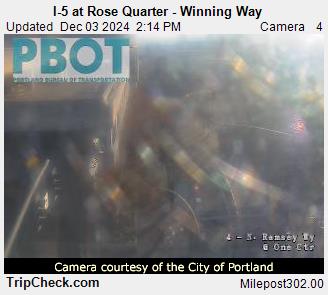 I-5 at Rose Quarter - Winning Way
Updated Dec 03 2024 2:14 PM Camera 4
PBOT
PORTLAND BUREAU OF TRANSPORTATION
4 - N. Ramsey Wy
@ One Ctr
Camera courtesy of the City of Portland
TripCheck.com Milepost302.00